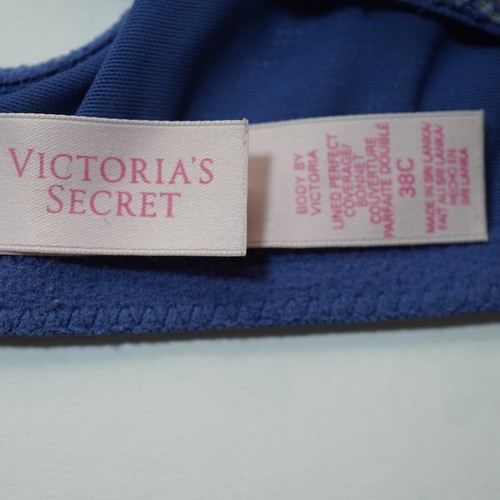 VICTORIA'S
SECRET
BODY BY
VICTORIA
LINED PERFECT
COVERAGE/
BONNET
COUVERTURE
PARFAITE DOUBLÉ
38C
MADE IN SRI LANKA/
FAIT AU SRI LANKA/
HECHO EN
SRI LANKA